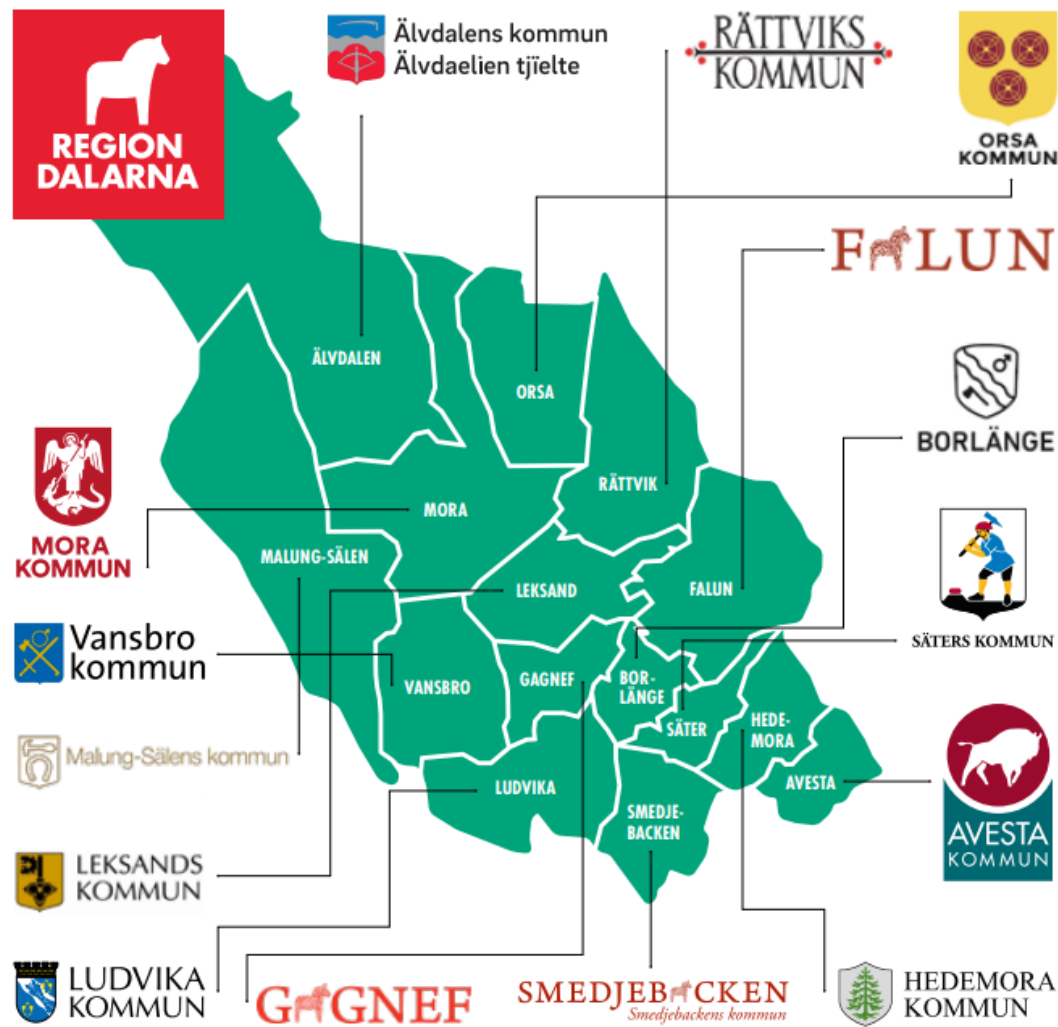 REGION
DALARNA
Älvdalens kommun
Älvdaelien tjïelte
RÄTTVIKS
KOMMUN
ORSA
KOMMUN
FALUN
BORLÄNGE
SÄTERS KOMMUN
AVESTA
KOMMUN
MORA
KOMMUN
Vansbro
kommun
Malung-Sälens kommun
LEKSANDS
KOMMUN
LUDVIKA
KOMMUN
GAGNEF
SMEDJEBACKEN
Smedjebackens kommun
HEDEMORA
KOMMUN
ÄLVDALEN
ORSA
RÄTTVIK
MORA
MALUNG-SÄLEN
LEKSAND
FALUN
VANSBRO
GAGNEF
BOR-
LÄNGE
SÄTER
HEDE-
MORA
AVESTA
LUDVIKA
SMEDJE-
BACKEN